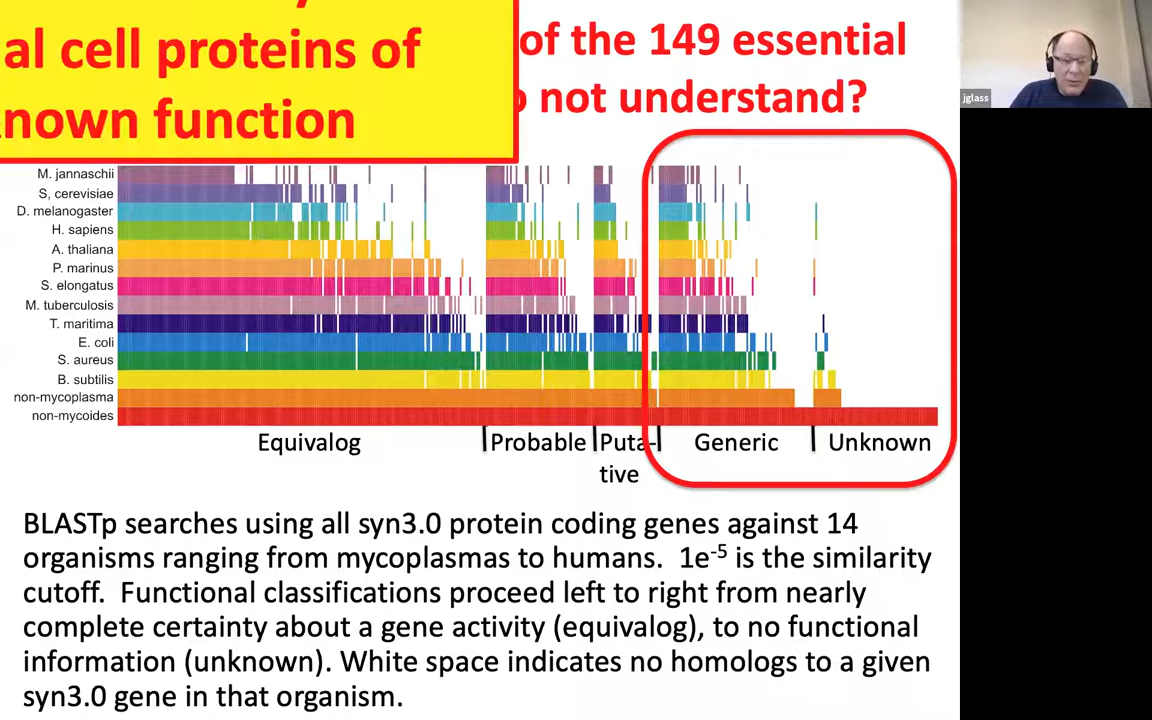 al cell proteins of
known function
of the 149 essential
not understand?
jglass
M. jannaschii
S, cerevisiae
D. melanogaster
H. sapiens
A. thaliana
P. marinus
S. elongatus
M. tuberculosis
T. maritima
E. coli
S. aureus
B. subtilis
non-mycoplasma
non-mycoides
Equivalog
Probable
Puta-
tive
Generic
Unknown
BLASTp searches using all syn3.0 protein coding genes against 14
organisms ranging from mycoplasmas to humans. 1e-5 is the similarity
cutoff. Functional classifications proceed left to right from nearly
complete certainty about a gene activity (equivalog), to no functional
information (unknown). White space indicates no homologs to a given
syn3.0 gene in that organism.